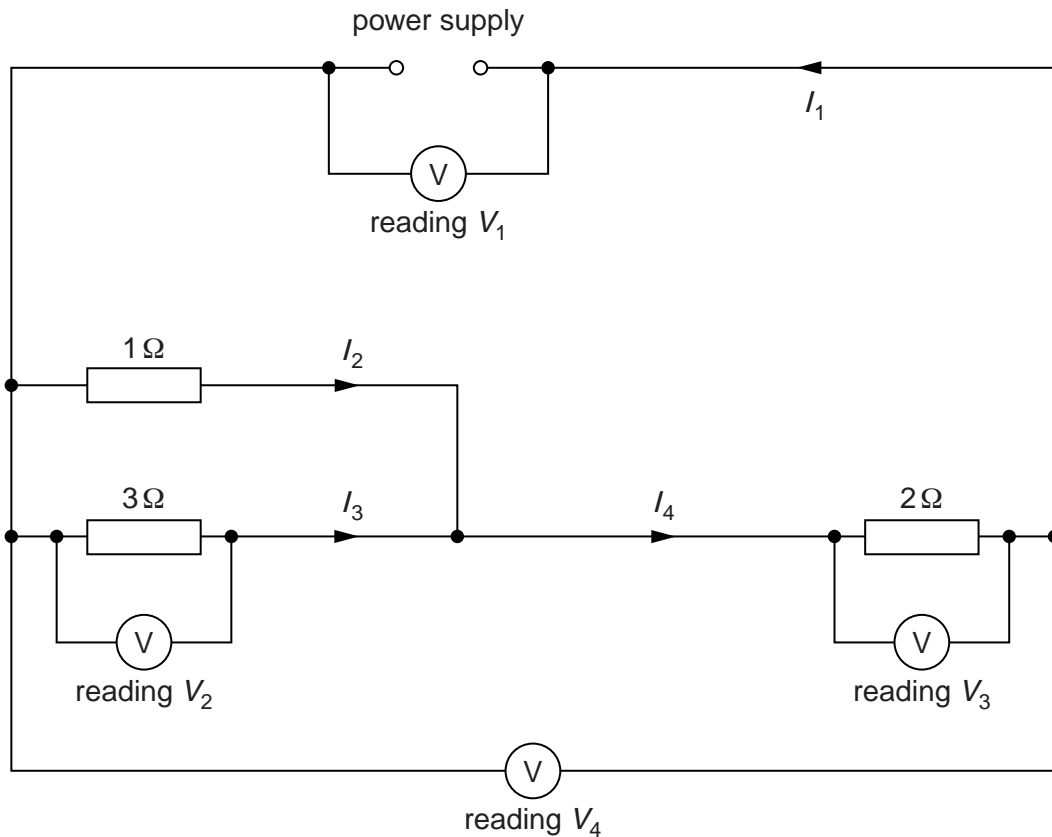 power supply
I₁
V
reading V₁
1 Ω
I₂
3 Ω
I₃
I₄
2 Ω
V
V
reading V₂
reading V₃
V
reading V₄